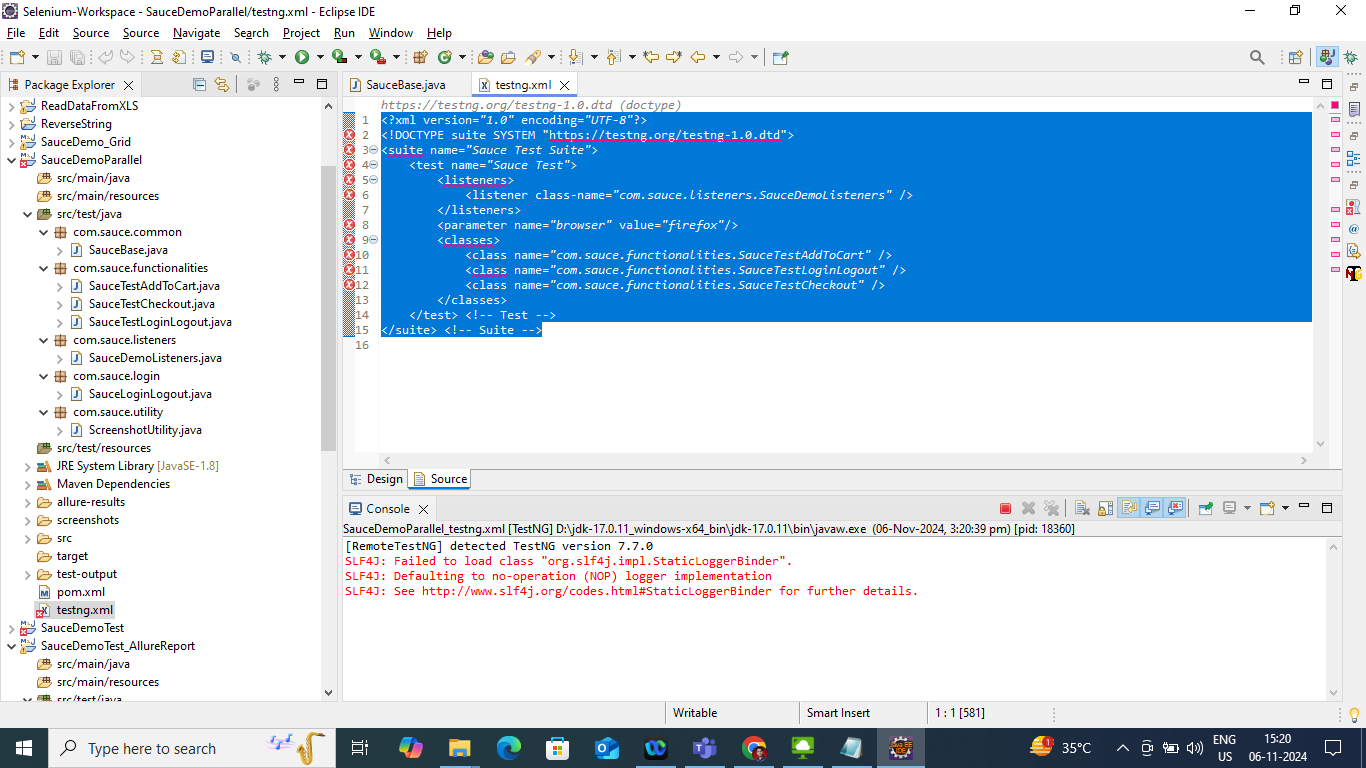 Selenium-Workspace - SauceDemoParallel/testng.xml - Eclipse IDE
File Edit Source Source Navigate Search Project Run Window Help
Package Explorer
ReadDataFromXLS
ReverseString
SauceDemo_Grid
SauceDemoParallel
src/main/java
src/main/resources
src/test/java
com.sauce.common
SauceBase.java
com.sauce.functionalities
SauceTestAddToCart.java
SauceTestCheckout.java
SauceTestLoginLogout.java
com.sauce.listeners
SauceDemoListeners.java
com.sauce.login
SauceLoginLogout.java
com.sauce.utility
ScreenshotUtility.java
src/test/resources
JRE System Library [JavaSE-1.8]
Maven Dependencies
allure-results
screenshots
src
target
test-output
pom.xml
testng.xml
SauceDemoTest
SauceDemoTest_AllureReport
src/main/java
src/main/resources
src/test/java
SauceBase.java testng.xml
https://testng.org/testng-1.0.dtd (doctype)
1 <?xml version="1.0" encoding="UTF-8"?>
2 <!DOCTYPE suite SYSTEM "https://testng.org/testng-1.0.dtd">
3 <suite name="Sauce Test Suite">
4 <test name="Sauce Test">
5 <listeners>
6 <listener class-name="com.sauce.listeners.SauceDemoListeners" />
7 </listeners>
8 <parameter name="browser" value="firefox"/>
9 <classes>
10 <class name="com.sauce.functionalities.SauceTestAddToCart" />
11 <class name="com.sauce.functionalities.SauceTestLoginLogout" />
12 <class name="com.sauce.functionalities.SauceTestCheckout" />
13 </classes>
14 </test> <!-- Test -->
15 </suite> <!-- Suite -->
16
Design Source
Console
SauceDemoParallel_testng.xml [TestNG] D:\jdk-17.0.11_windows-x64_bin\jdk-17.0.11\bin\javaw.exe (06-Nov-2024, 3:20:39 pm) [pid: 18360]
[RemoteTestNG] detected TestNG version 7.7.0
SLF4J: Failed to load class "org.slf4j.impl.StaticLoggerBinder".
SLF4J: Defaulting to no-operation (NOP) logger implementation
SLF4J: See http://www.slf4j.org/codes.html#StaticLoggerBinder for further details.
Writable Smart Insert 1 : 1 [581]
Type here to search
1 35°C
ENG
US
15:20
06-11-2024